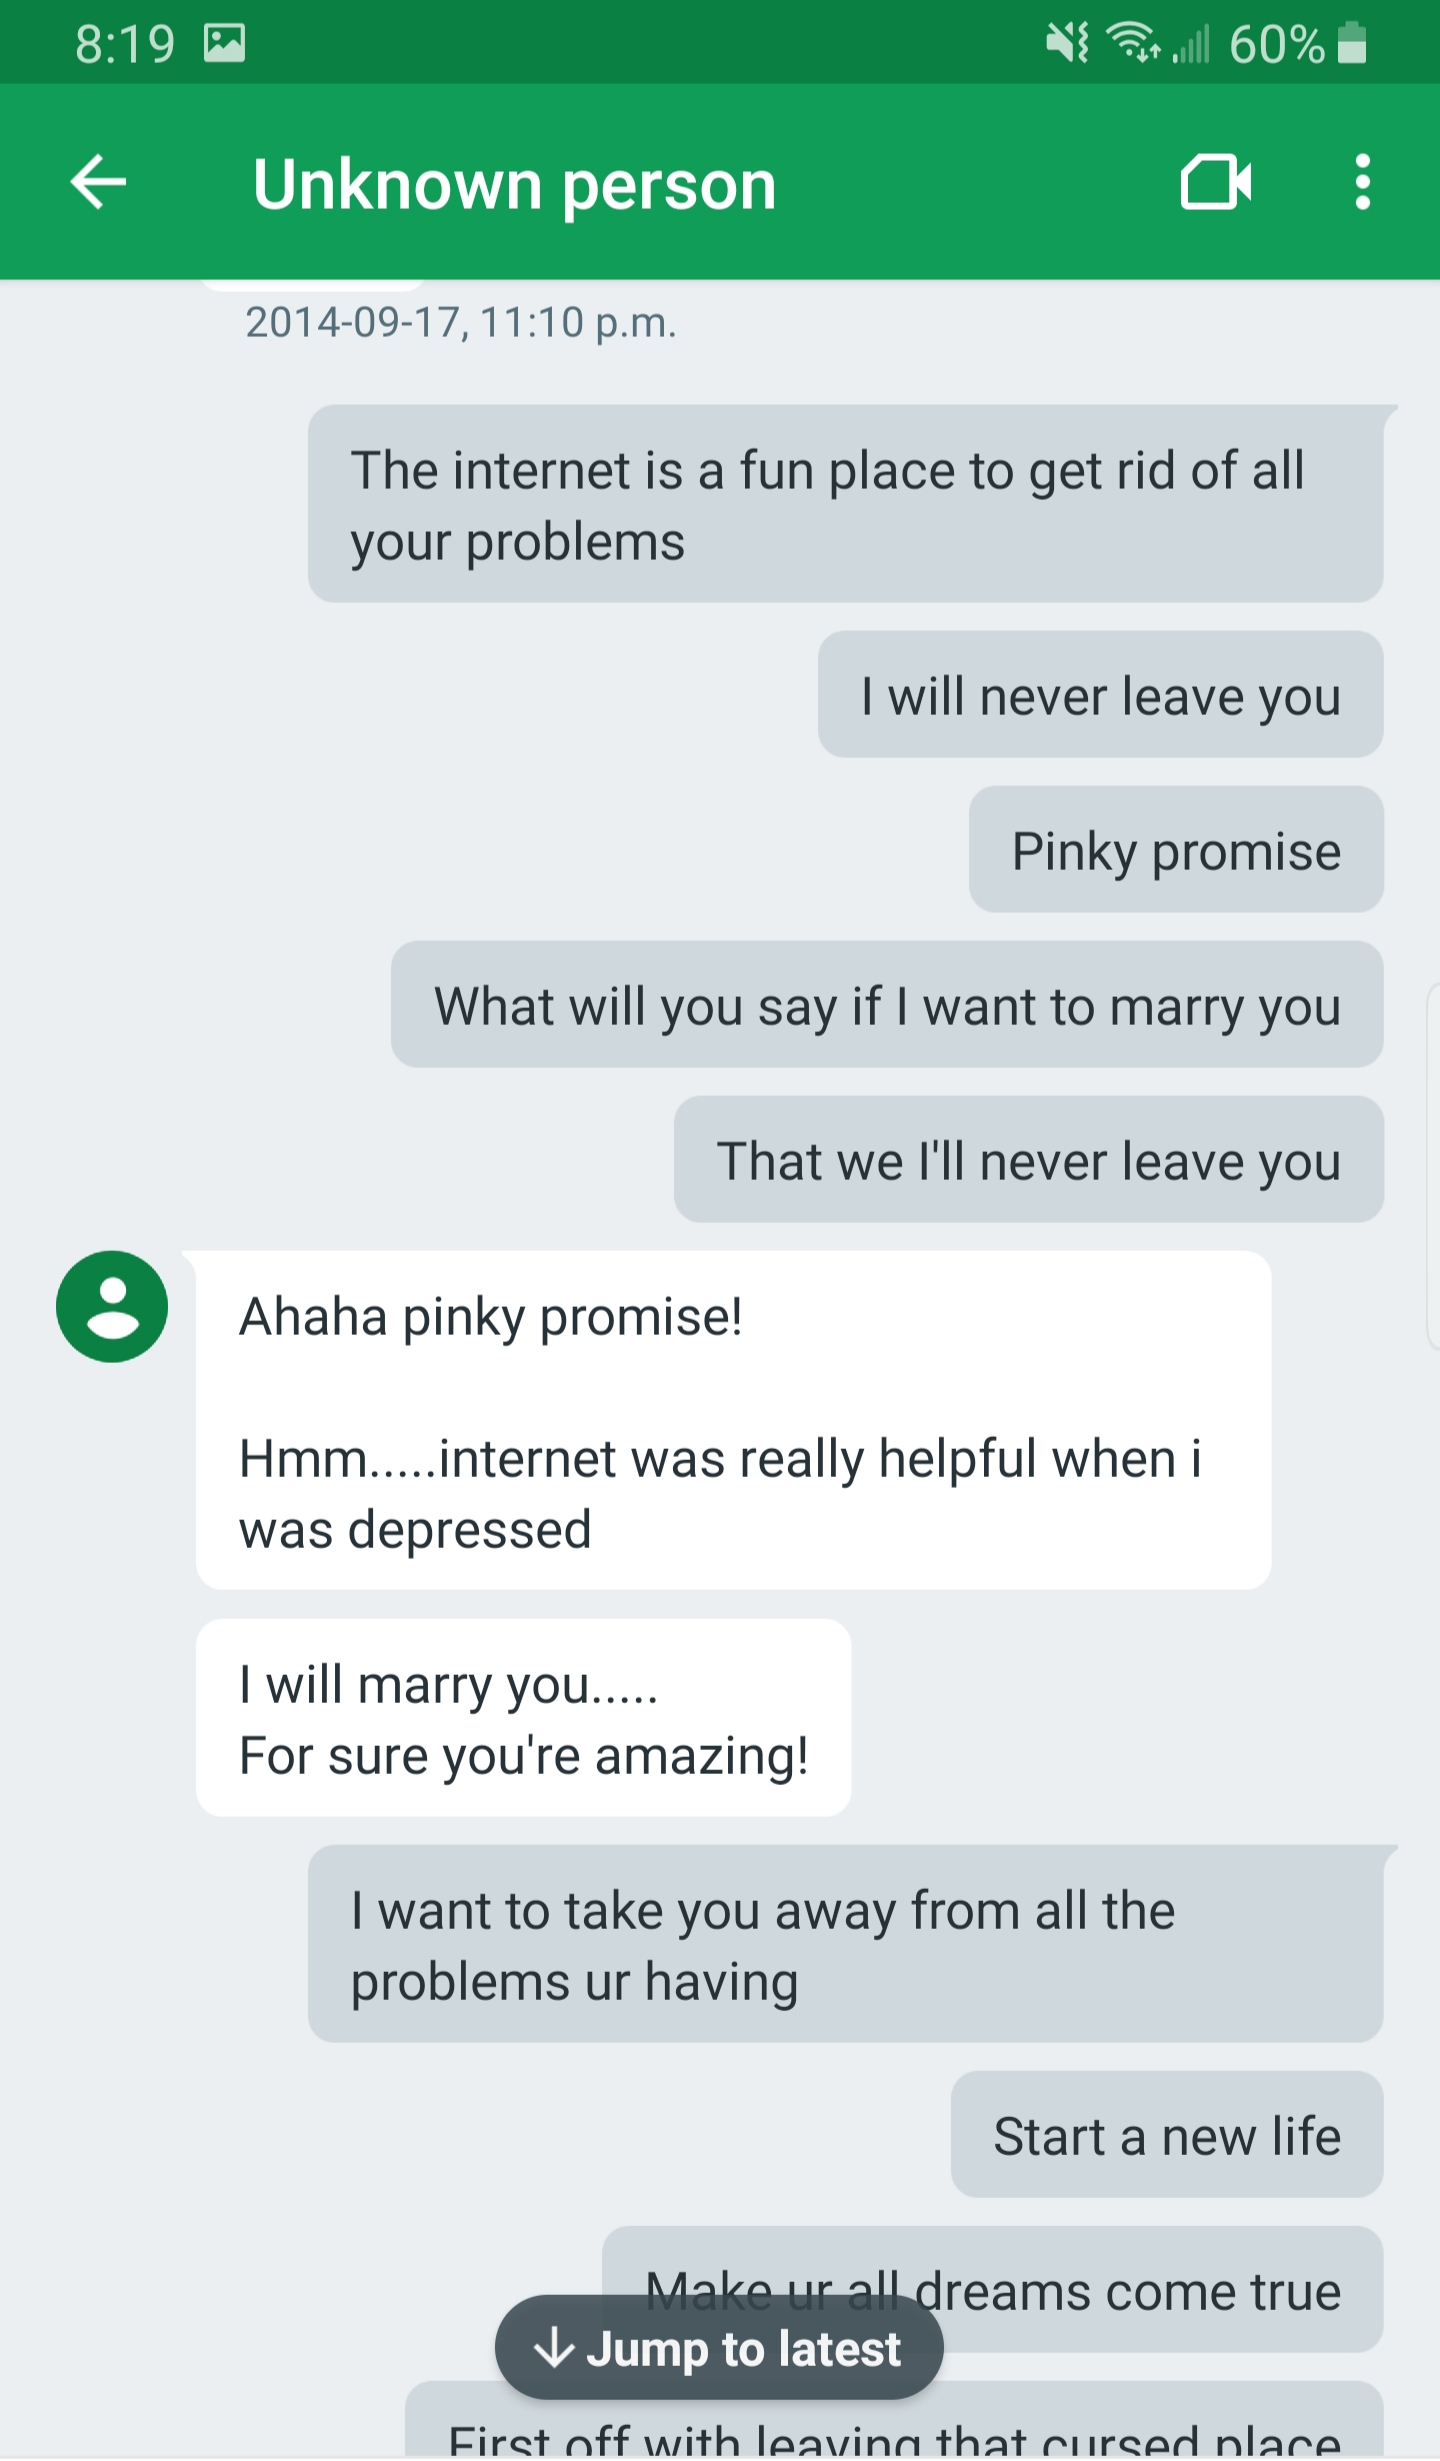 8:19 60%
Unknown person
2014-09-17, 11:10 p.m.
The internet is a fun place to get rid of all
your problems
I will never leave you
Pinky promise
What will you say if I want to marry you
That we I'll never leave you
Ahaha pinky promise!
Hmm.....internet was really helpful when i
was depressed
I will marry you.....
For sure you're amazing!
I want to take you away from all the
problems ur having
Start a new life
Make ur all dreams come true
Jump to latest
First off with leaving that cursed place